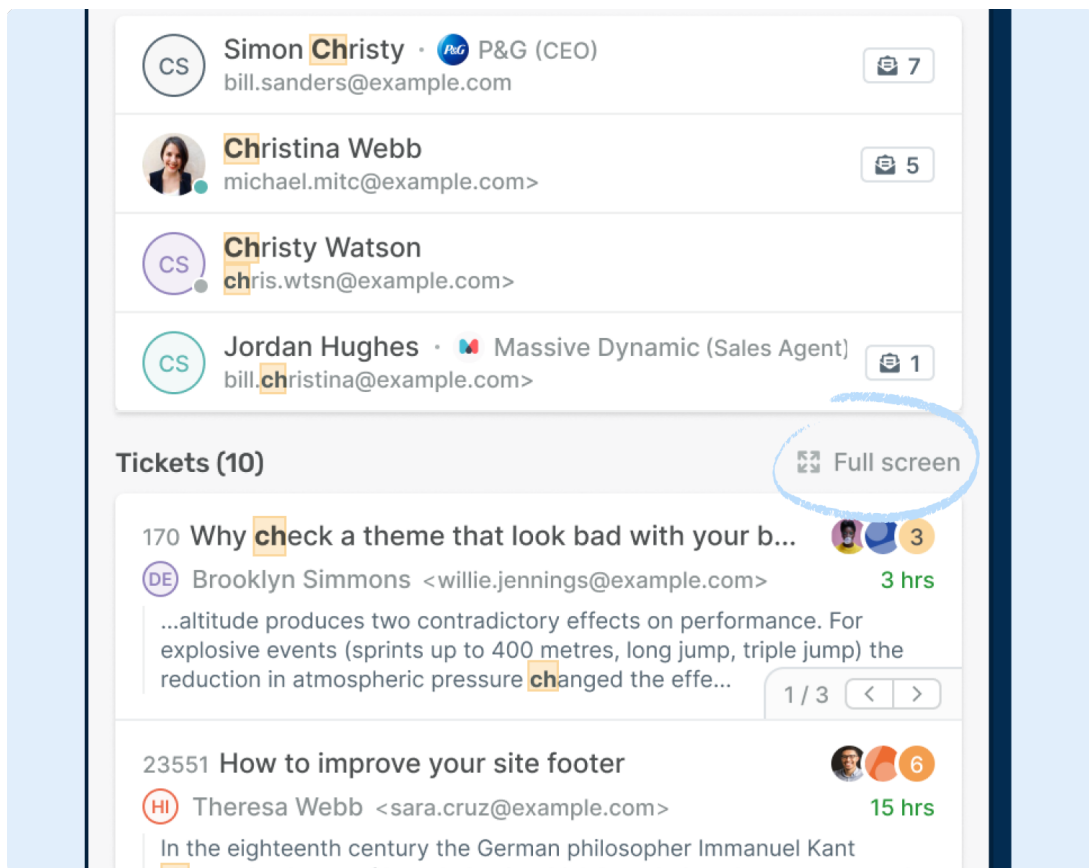 CS Simon Christy · P&G P&G (CEO) 7
bill.sanders@example.com
Christina Webb 5
michael.mitc@example.com>
CS Christy Watson
chris.wtsn@example.com>
CS Jordan Hughes · Massive Dynamic (Sales Agent) 1
bill.christina@example.com>
Tickets (10) Full screen
170 Why check a theme that look bad with your b... 3
DE Brooklyn Simmons <willie.jennings@example.com> 3 hrs
...altitude produces two contradictory effects on performance. For
explosive events (sprints up to 400 metres, long jump, triple jump) the
reduction in atmospheric pressure changed the effe...
1 / 3
23551 How to improve your site footer 6
HI Theresa Webb <sara.cruz@example.com> 15 hrs
In the eighteenth century the German philosopher Immanuel Kant